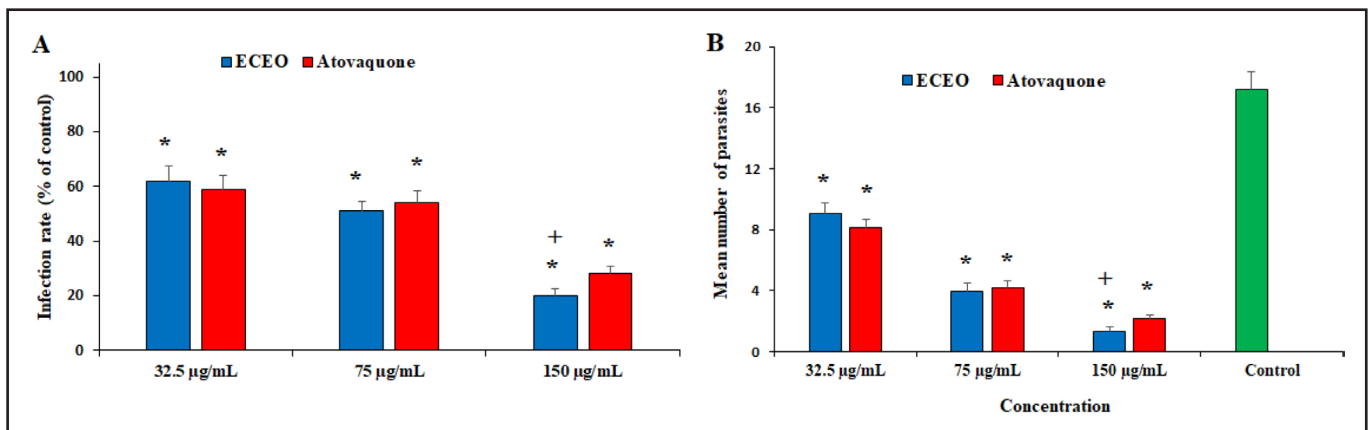 A
ECEO Atovaquone
Infection rate (% of control)
100
80
60
40
20
0
* * * * + * *
32.5 µg/mL 75 µg/mL 150 µg/mL
B
ECEO Atovaquone
Mean number of parasites
20
16
12
8
4
0
* * * * + * *
32.5 µg/mL 75 µg/mL 150 µg/mL Control
Concentration